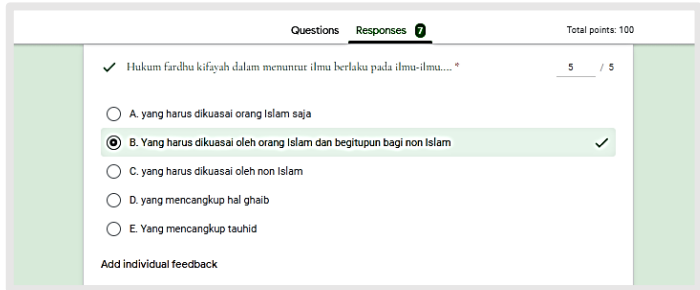 Questions Responses 7 Total points: 100
Hukum fardhu kifayah dalam menuntut ilmu berlaku pada ilmu-ilmu.... * 5 / 5
A. yang harus dikuasai orang Islam saja
B. Yang harus dikuasai oleh orang Islam dan begitupun bagi non Islam
C. yang harus dikuasai oleh non Islam
D. yang mencangkup hal ghaib
E. Yang mencangkup tauhid
Add individual feedback